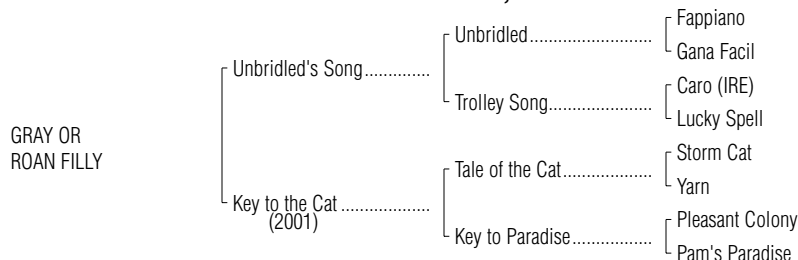 GRAY OR
ROAN FILLY
Unbridled's Song..............
Unbridled..........................
Fappiano
Gana Facil
Trolley Song......................
Caro (IRE)
Lucky Spell
Key to the Cat ...................
(2001)
Tale of the Cat...................
Storm Cat
Yarn
Key to Paradise.................
Pleasant Colony
Pam's Paradise